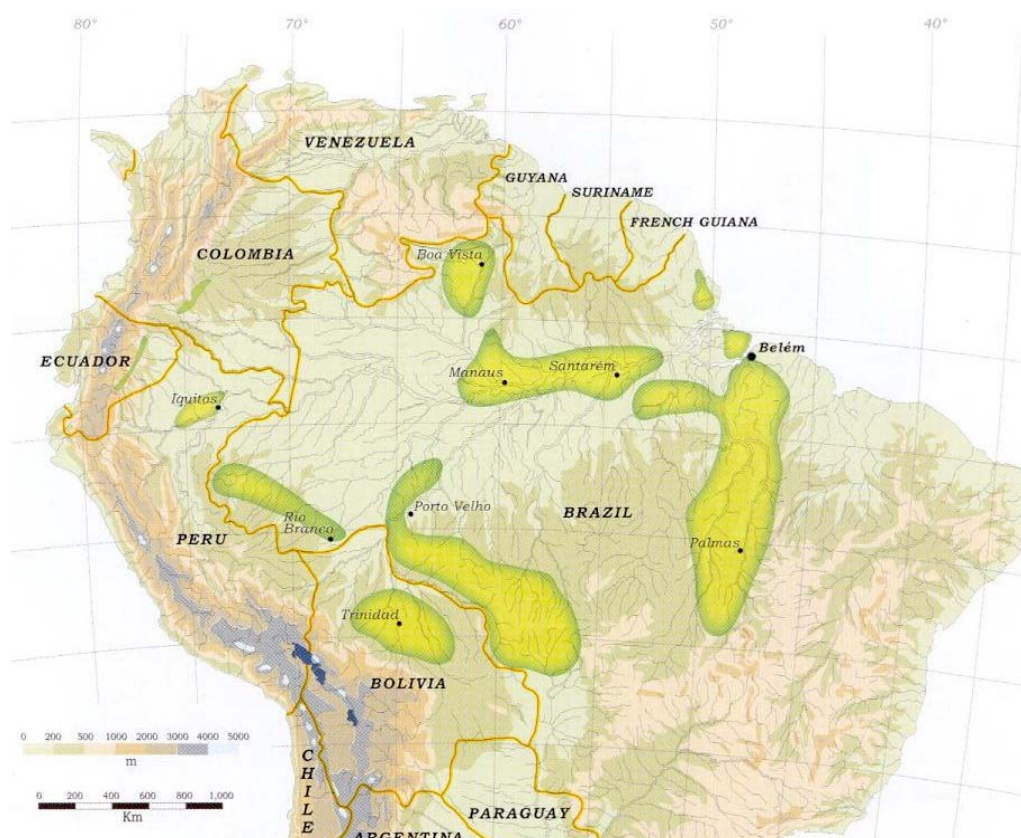 80° 70° 60° 50° 40°
VENEZUELA
GUYANA
SURINAME
FRENCH GUIANA
COLOMBIA
Boa Vista
ECUADOR
Belém
Manaus
Santarém
Iquitos
Porto Velho
BRAZIL
Rio
Branco
PERU
Palmas
Trinidad
BOLIVIA
0 200 500 1000 2000 3000 4000 5000
m
0 200 400 600 800 1,000
Km
CHILE
PARAGUAY
ARGENTINA